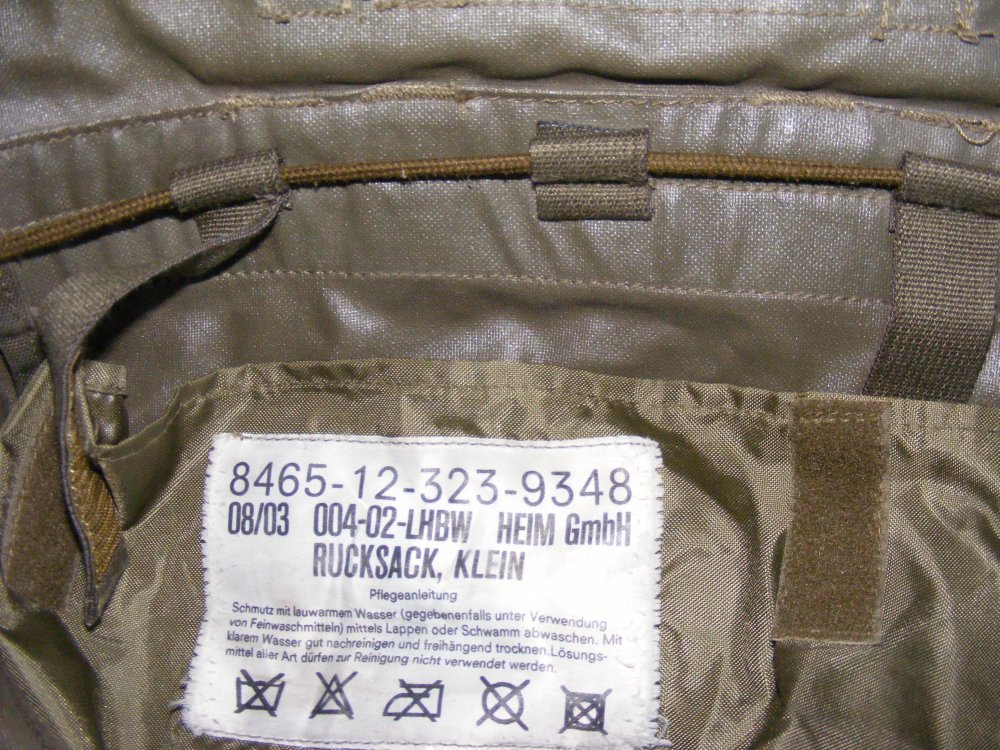 8465-12-323-9348
08/03 004-02-LHBW HEIM GmbH
RUCKSACK, KLEIN
Pflegeanleitung
Schmutz mit lauwarmem Wasser (gegebenenfalls unter Verwendung
von Feinwaschmitteln) mittels Lappen oder Schwamm abwaschen. Mit
klarem Wasser gut nachreinigen und freihängend trocknen.Lösungs-
mittel aller Art dürfen zur Reinigung nicht verwendet werden.